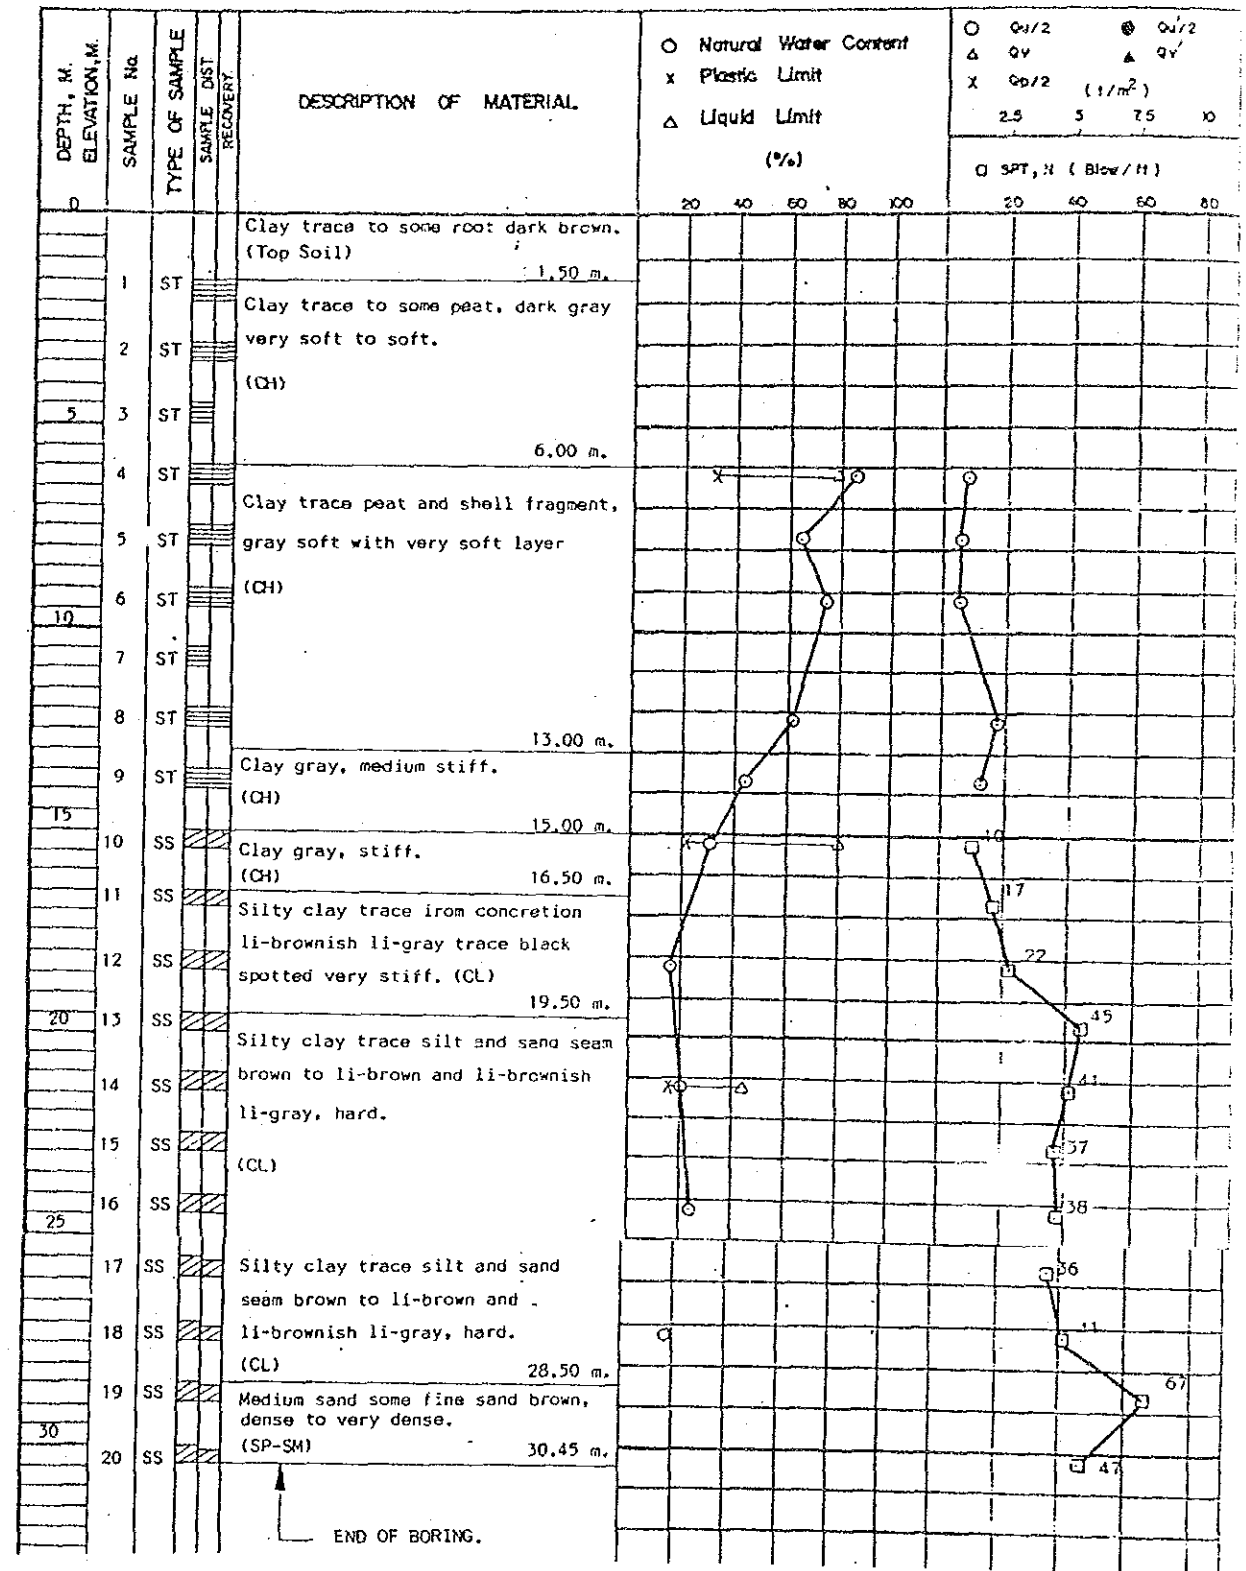 DEPTH, M.
ELEVATION, M.
SAMPLE No.
TYPE OF SAMPLE
SAMPLE DIST.
RECOVERY.
DESCRIPTION OF MATERIAL
O Natural Water Content
x Plastic Limit
△ Liquid Limit
(%)
O Qu/2 Qu'/2
△ Qv ▲ Qv'
X Qp/2 (t/m²)
2.5 5 7.5 10
SPT, N (Blow/ft)
0
20 40 60 80 100
20 60 80
Clay trace to some root dark brown.
(Top Soil)
1.50 m.
1 ST
Clay trace to some peat, dark gray
very soft to soft.
2 ST
(CH)
5 3 ST
6.00 m.
4 ST
Clay trace peat and shell fragment,
5 ST gray soft with very soft layer
(CH)
6 ST
10
7 ST
8 ST
13.00 m.
9 ST Clay gray, medium stiff.
(CH)
15
15.00 m.
10 SS Clay gray, stiff. 10
(CH) 16.50 m.
11 SS 17
Silty clay trace irom concretion
li-brownish li-gray trace black
12 SS 22
spotted very stiff. (CL)
19.50 m.
20 13 SS 45
Silty clay trace silt and sand seam
14 SS brown to li-brown and li-brownish 41
li-gray, hard.
15 SS 37
(CL)
16 SS 38
25
17 SS Silty clay trace silt and sand 36
seam brown to li-brown and
18 SS li-brownish li-gray, hard.
(CL) 28.50 m.
19 SS Medium sand some fine sand brown, 67
dense to very dense.
30
(SP-SM) 30.45 m.
20 SS 47
END OF BORING.